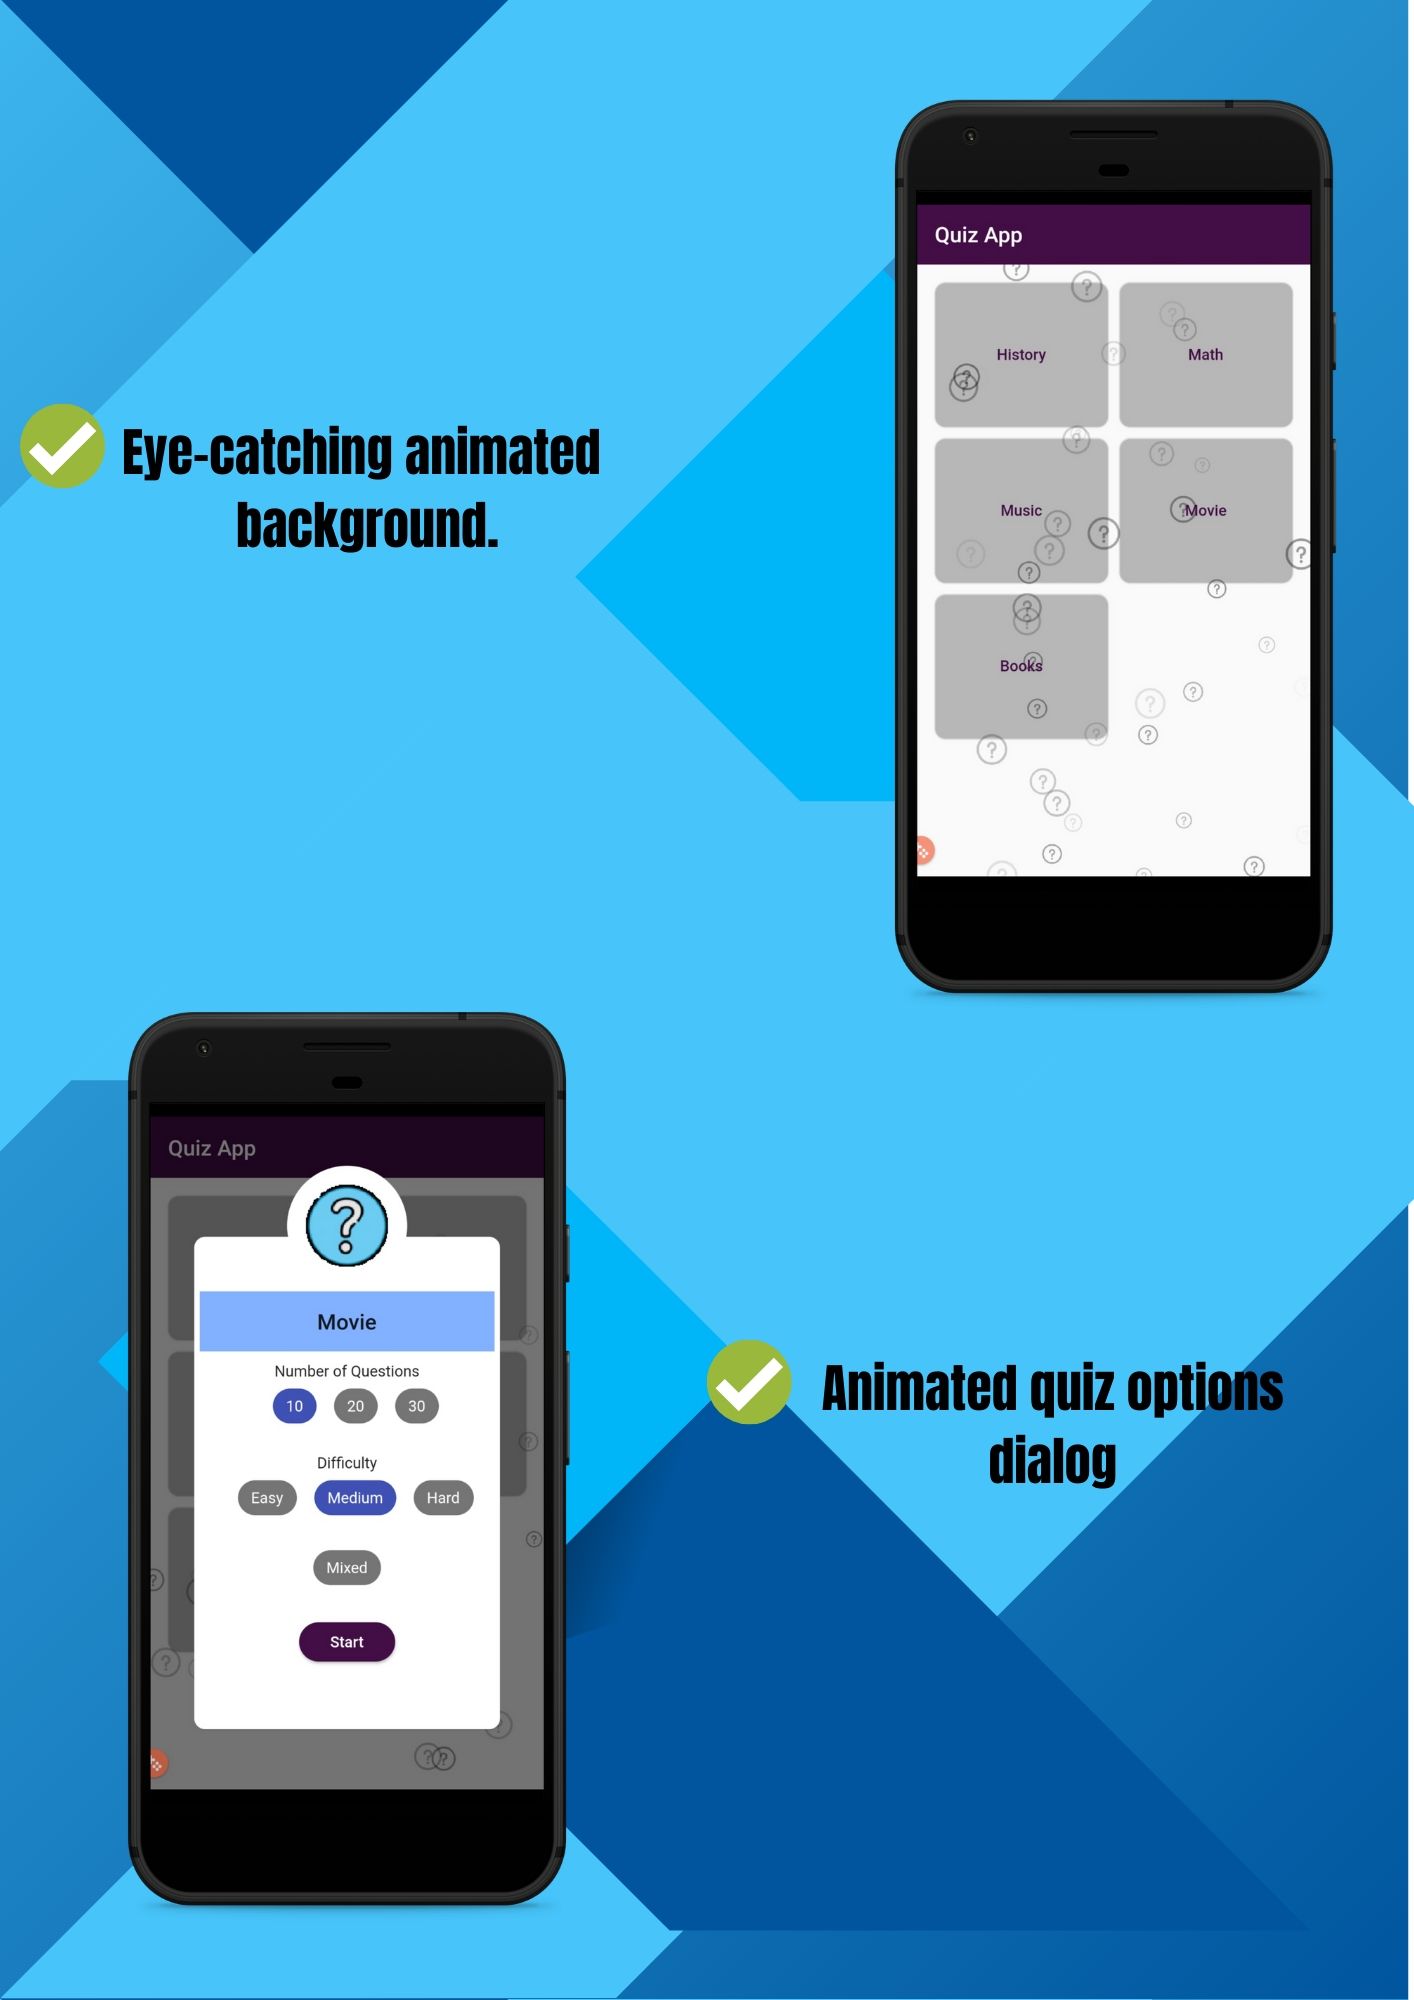 Quiz App
History
Math
Music
Movie
Books
Eye-catching animated
background.
Quiz App
?
Movie
Number of Questions
10 20 30
Difficulty
Easy Medium Hard
Mixed
Start
Animated quiz options
dialog